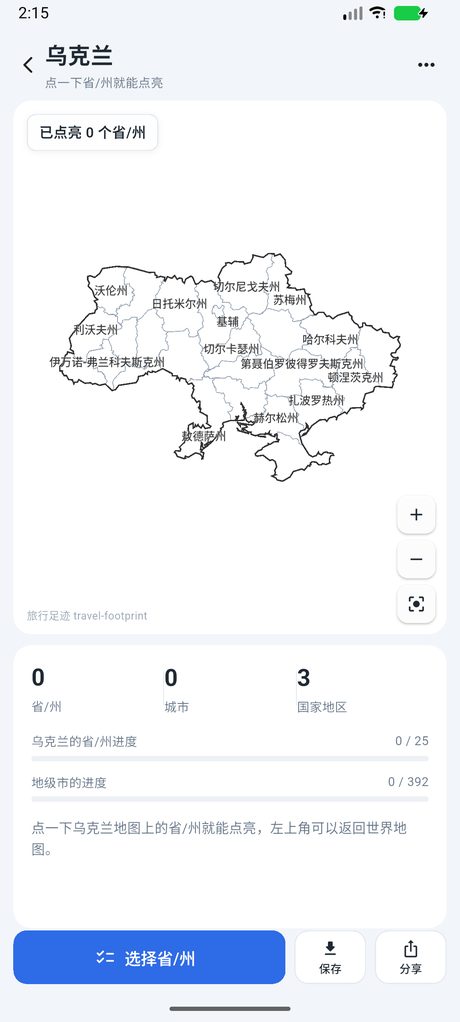 2:15
乌克兰
点一下省/州就能点亮
已点亮 0 个省/州
切尔尼戈夫州
沃伦州
苏梅州
日托米尔州
基辅
利沃夫州
哈尔科夫州
切尔卡瑟州
伊万诺-弗兰科夫斯克州
第聂伯罗彼得罗夫斯克州
顿涅茨克州
扎波罗热州
赫尔松州
敖德萨州
旅行足迹 travel-footprint
0 0 3
省/州 城市 国家地区
乌克兰的省/州进度 0 / 25
地级市的进度 0 / 392
点一下乌克兰地图上的省/州就能点亮，左上角可以返回世界地
图。
选择省/州
保存
分享